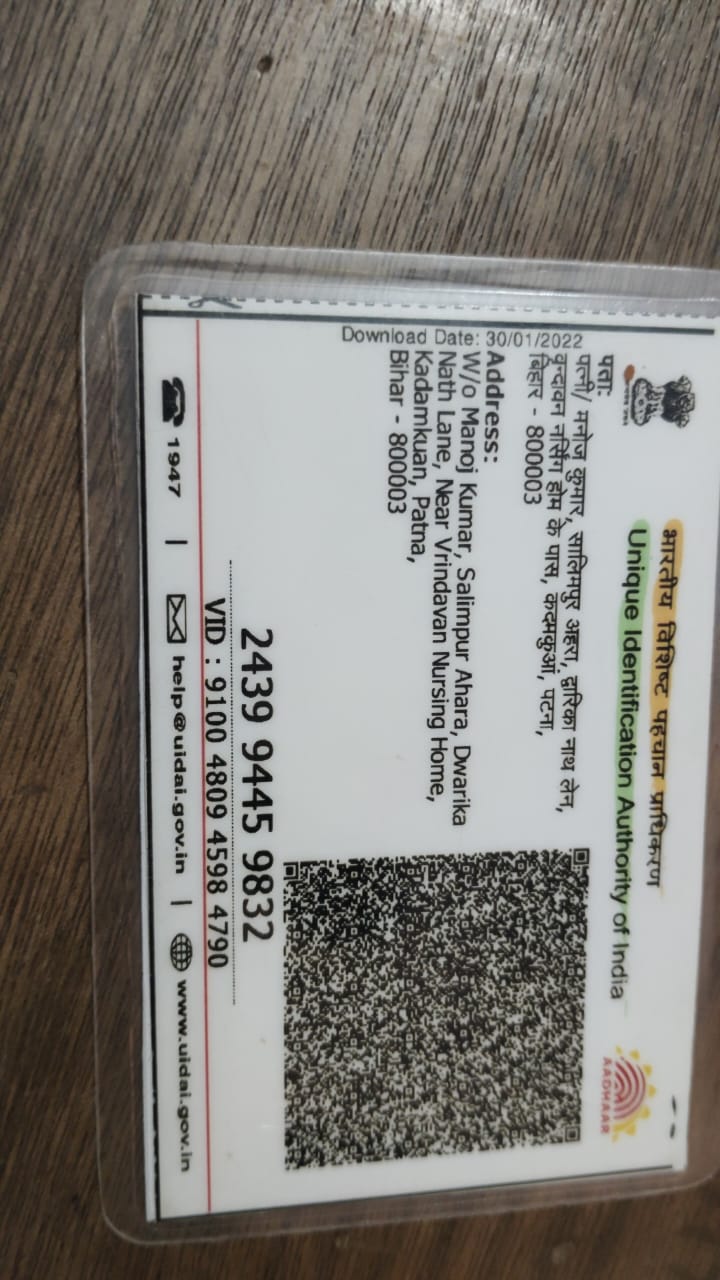 भारतीय विशिष्ट पहचान प्राधिकरण
Unique Identification Authority of India
AADHAAR
पता:
पत्नी/ मनोज कुमार, सालिमपुर अहरा, द्वारिका नाथ लेन,
वृन्दावन नर्सिंग होम के पास, कदमकुआं, पटना,
बिहार - 800003
Address:
W/o Manoj Kumar, Salimpur Ahara, Dwarika
Nath Lane, Near Vrindavan Nursing Home,
Kadamkuan, Patna,
Bihar - 800003
Download Date: 30/01/2022
2439 9445 9832
VID : 9100 4809 4598 4790
1947 | help@uidai.gov.in | www.uidai.gov.in